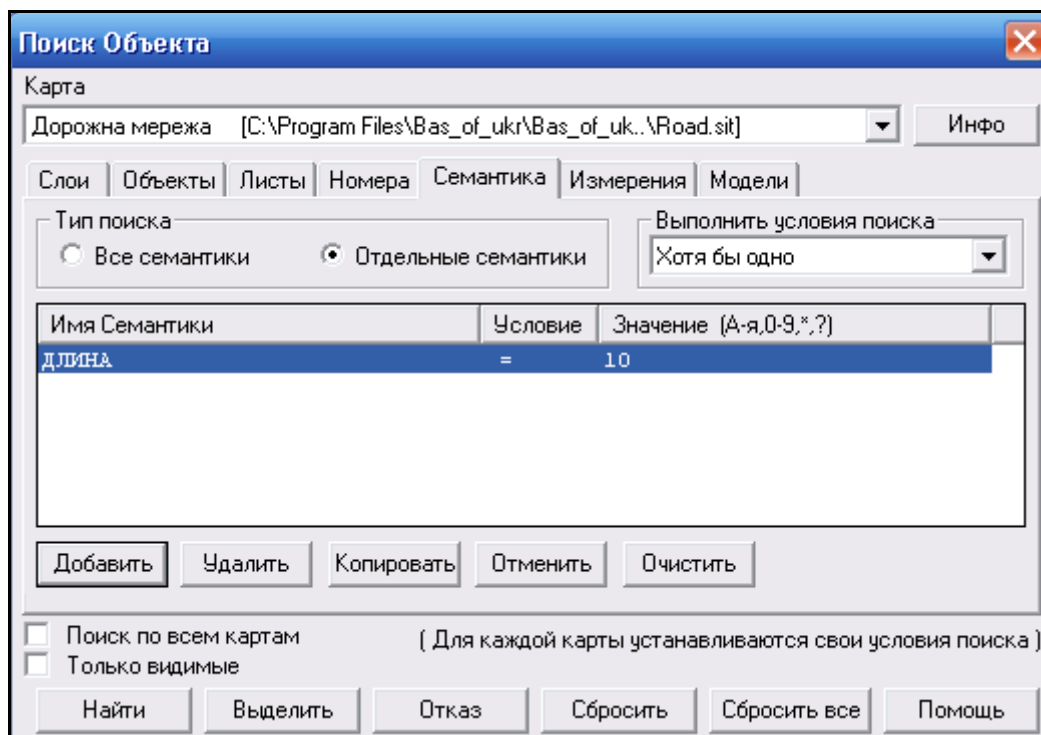 Поиск Объекта
Карта
Дорожна мережа [C:\Program Files\Bas_of_ukr\Bas_of_uk..\Road.sit] Инфо
Слои Объекты Листы Номера Семантика Измерения Модели
Тип поиска Выполнить условия поиска
Все семантики Отдельные семантики Хотя бы одно
Имя Семантики Условие Значение (А-я,0-9,*,?)
ДЛИНА = 10
Добавить Удалить Копировать Отменить Очистить
Поиск по всем картам ( Для каждой карты устанавливаются свои условия поиска )
Только видимые
Найти Выделить Отказ Сбросить Сбросить все Помощь